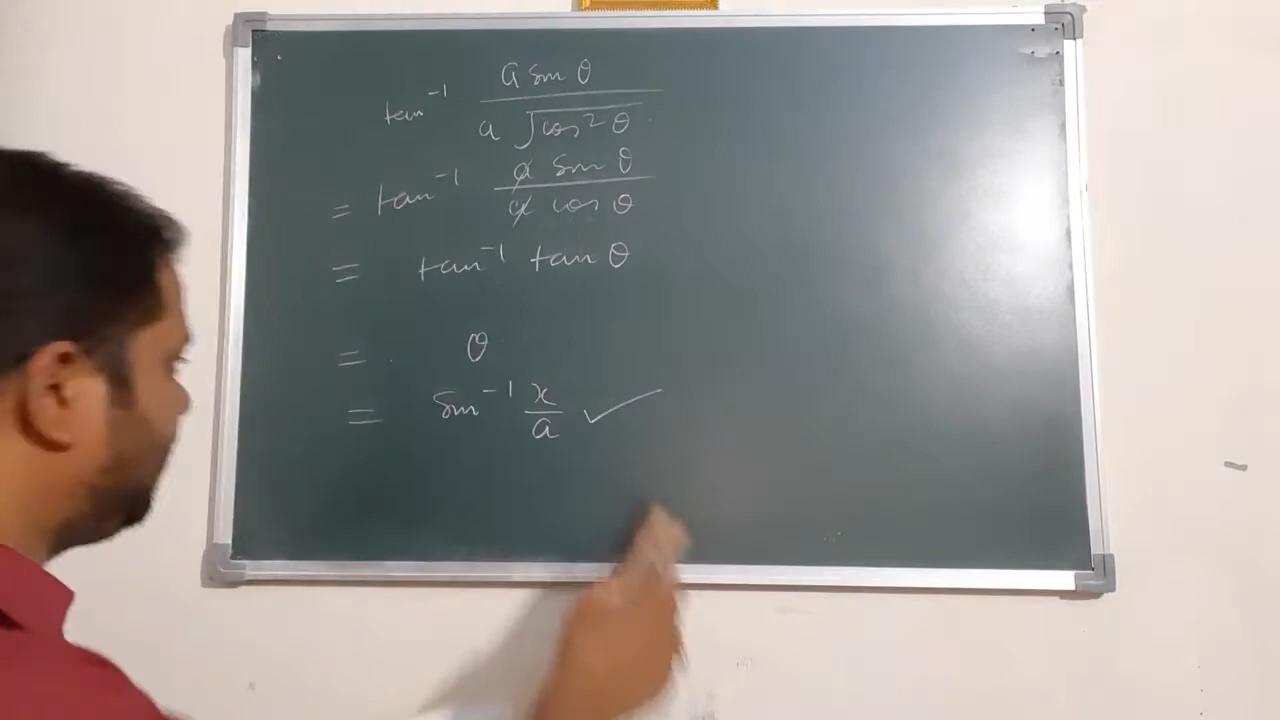 tan⁻¹ a sin θ / a √cos² θ
= tan⁻¹ a sin θ / a cos θ
= tan⁻¹ tan θ
= θ
= sin⁻¹ x/a ✓